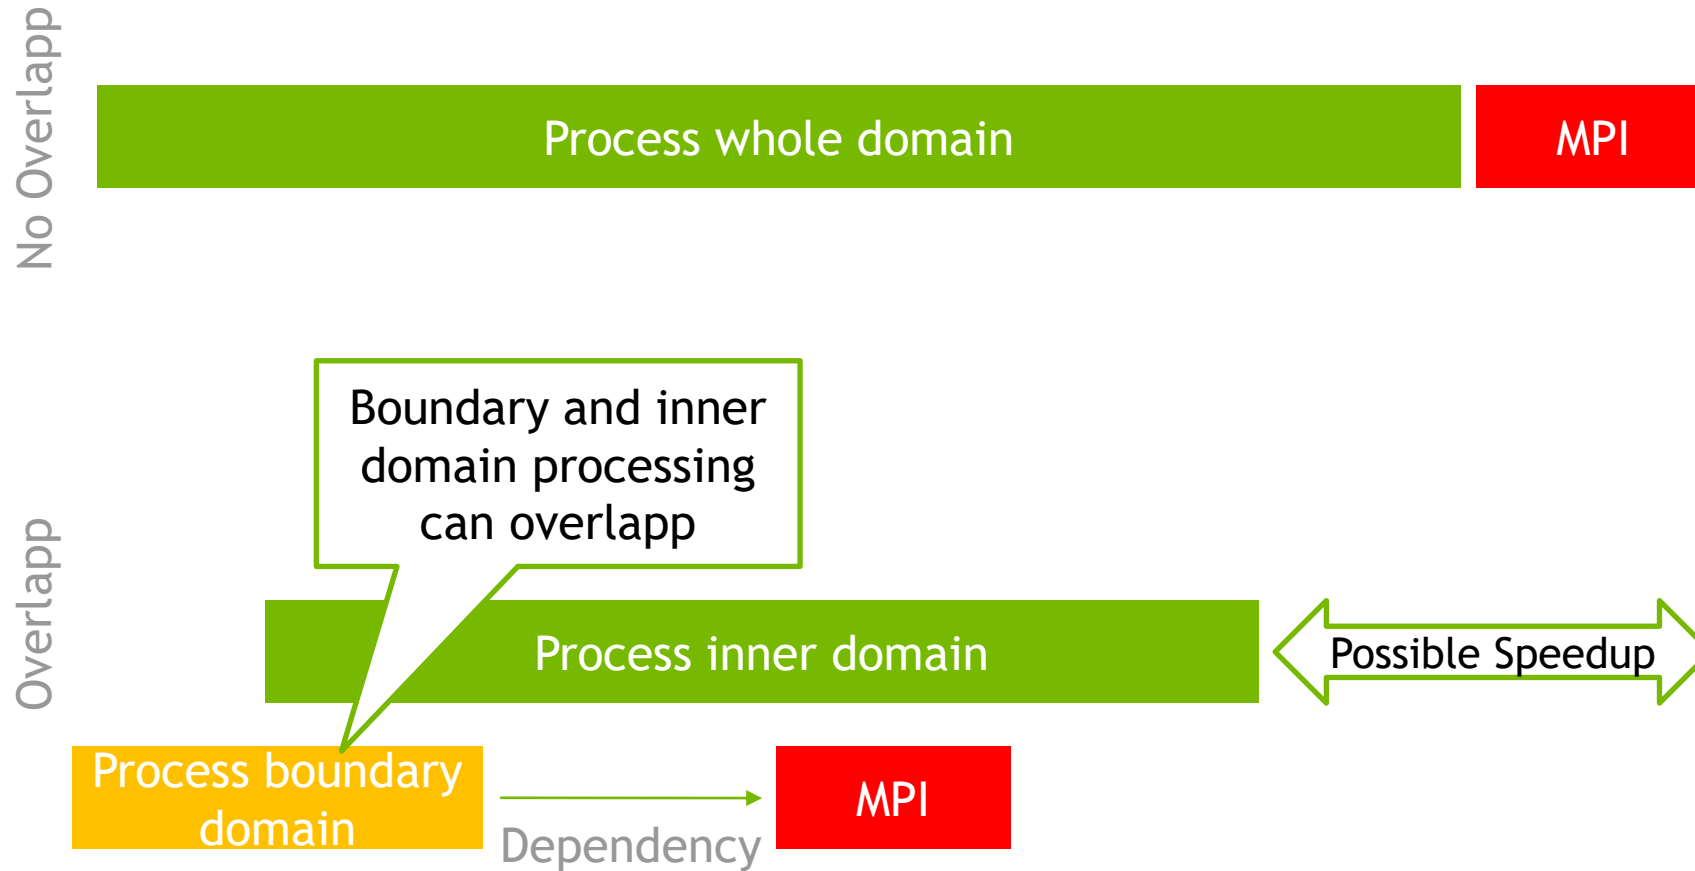 No Overlapp
Process whole domain
MPI
Overlapp
Boundary and inner
domain processing
can overlapp
Process inner domain
Possible Speedup
Process boundary
domain
Dependency
MPI